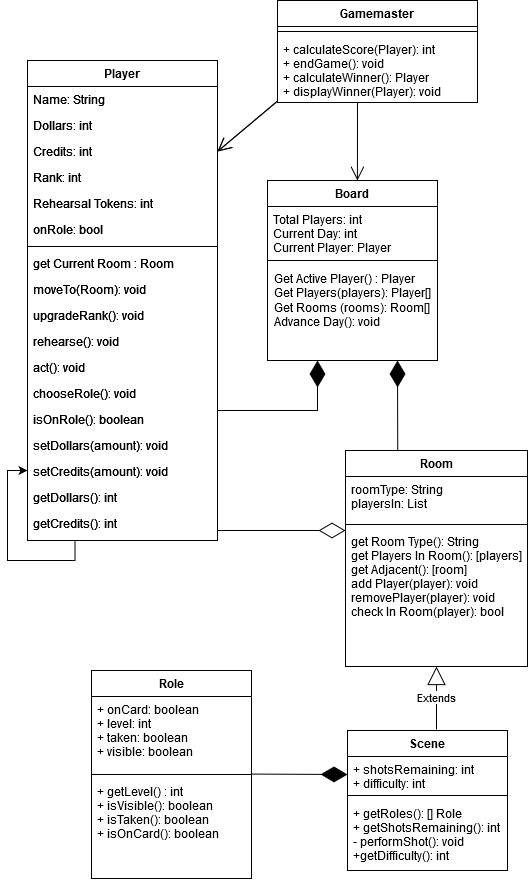 Gamemaster
+ calculateScore(Player): int
+ endGame(): void
+ calculateWinner(): Player
+ displayWinner(Player): void
Player
Name: String
Dollars: int
Credits: int
Rank: int
Rehearsal Tokens: int
onRole: bool
get Current Room : Room
moveTo(Room): void
upgradeRank(): void
rehearse(): void
act(): void
chooseRole(): void
isOnRole(): boolean
setDollars(amount): void
setCredits(amount): void
getDollars(): int
getCredits(): int
Board
Total Players: int
Current Day: int
Current Player: Player
Get Active Player() : Player
Get Players(players): Player[]
Get Rooms (rooms): Room[]
Advance Day(): void
Room
roomType: String
playersIn: List
get Room Type(): String
get Players In Room(): [players]
get Adjacent(): [room]
add Player(player): void
removePlayer(player): void
check In Room(player): bool
Extends
Role
+ onCard: boolean
+ level: int
+ taken: boolean
+ visible: boolean
+ getLevel() : int
+ isVisible(): boolean
+ isTaken(): boolean
+ isOnCard(): boolean
Scene
+ shotsRemaining: int
+ difficulty: int
+ getRoles(): [] Role
+ getShotsRemaining(): int
- performShot(): void
+getDifficulty(): int